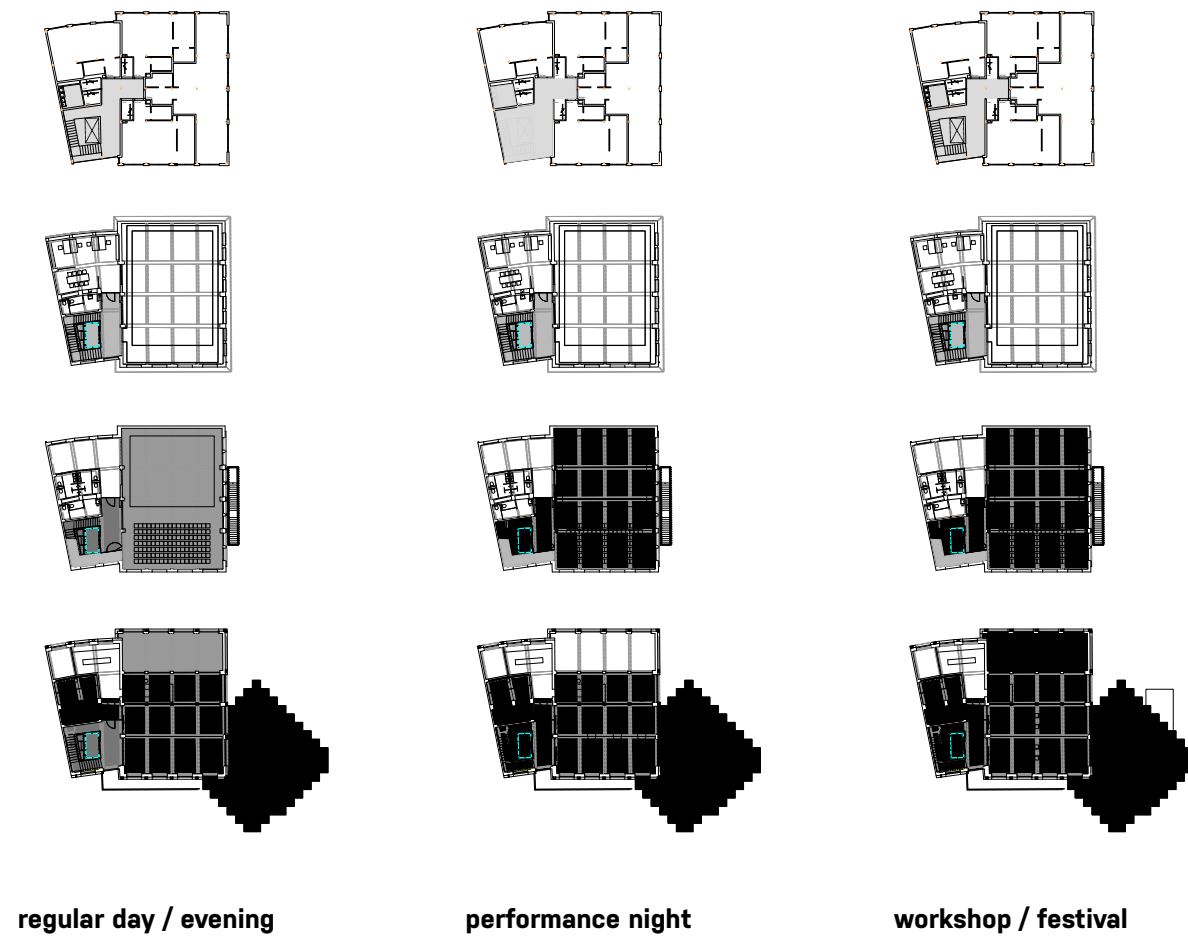 regular day / evening
performance night
workshop / festival